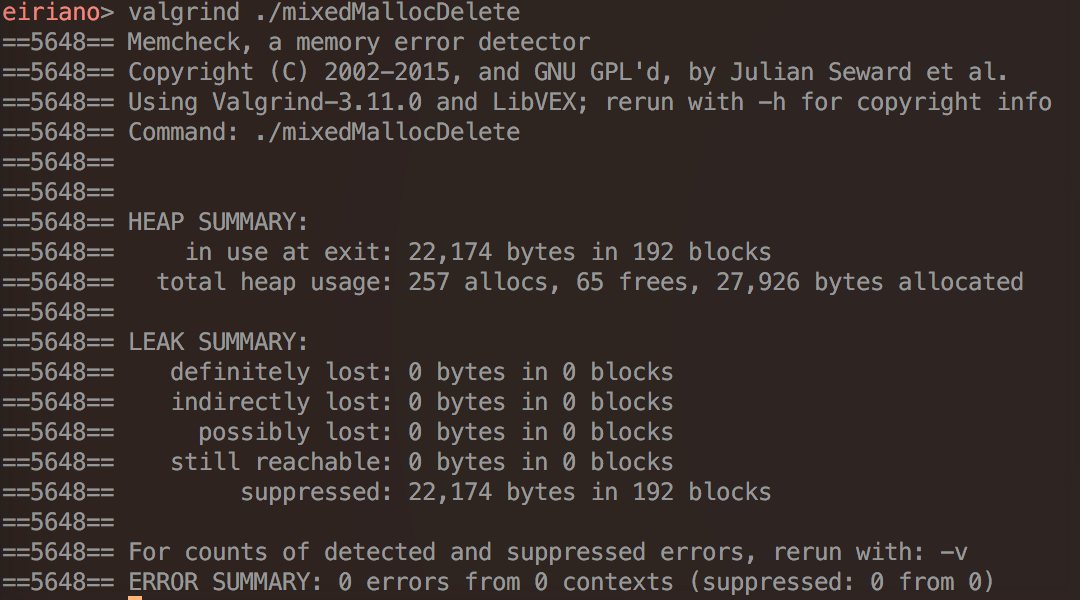 eiriano> valgrind ./mixedMallocDelete
==5648== Memcheck, a memory error detector
==5648== Copyright (C) 2002-2015, and GNU GPL'd, by Julian Seward et al.
==5648== Using Valgrind-3.11.0 and LibVEX; rerun with -h for copyright info
==5648== Command: ./mixedMallocDelete
==5648==
==5648==
==5648== HEAP SUMMARY:
==5648==     in use at exit: 22,174 bytes in 192 blocks
==5648==   total heap usage: 257 allocs, 65 frees, 27,926 bytes allocated
==5648==
==5648== LEAK SUMMARY:
==5648==    definitely lost: 0 bytes in 0 blocks
==5648==    indirectly lost: 0 bytes in 0 blocks
==5648==      possibly lost: 0 bytes in 0 blocks
==5648==    still reachable: 0 bytes in 0 blocks
==5648==         suppressed: 22,174 bytes in 192 blocks
==5648==
==5648== For counts of detected and suppressed errors, rerun with: -v
==5648== ERROR SUMMARY: 0 errors from 0 contexts (suppressed: 0 from 0)